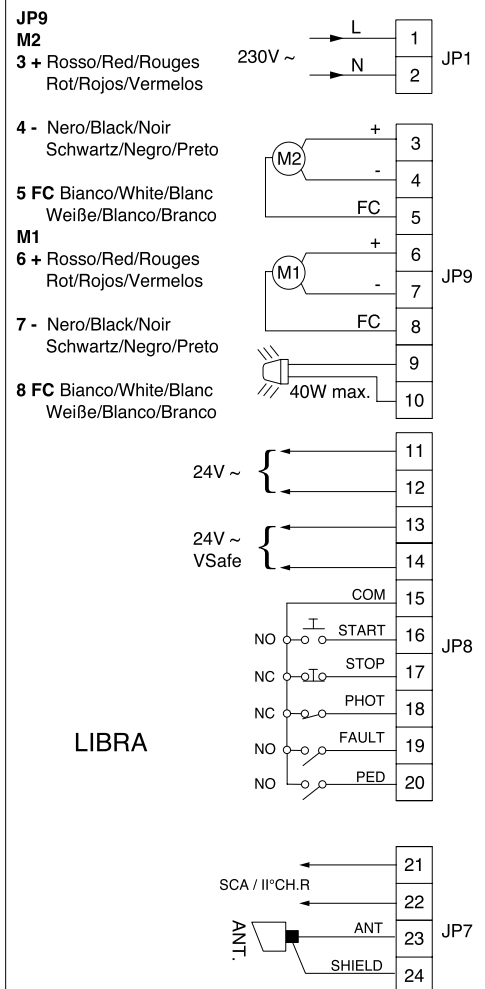 JP9
M2
3 + Rosso/Red/Rouges
Rot/Rojos/Vermelos
4 - Nero/Black/Noir
Schwartz/Negro/Preto
5 FC Bianco/White/Blanc
Weiße/Blanco/Branco
M1
6 + Rosso/Red/Rouges
Rot/Rojos/Vermelos
7 - Nero/Black/Noir
Schwartz/Negro/Preto
8 FC Bianco/White/Blanc
Weiße/Blanco/Branco
LIBRA
230V ~ L 1
N 2
JP1
M2 + 3
- 4
FC 5
M1 + 6
- 7
FC 8
JP9
9
40W max. 10
24V ~ 11
12
24V ~ 13
VSafe 14
COM 15
NO START 16
NC STOP 17
NC PHOT 18
NO FAULT 19
NO PED 20
JP8
SCA / II°CH.R 21
22
ANT. ANT 23
SHIELD 24
JP7